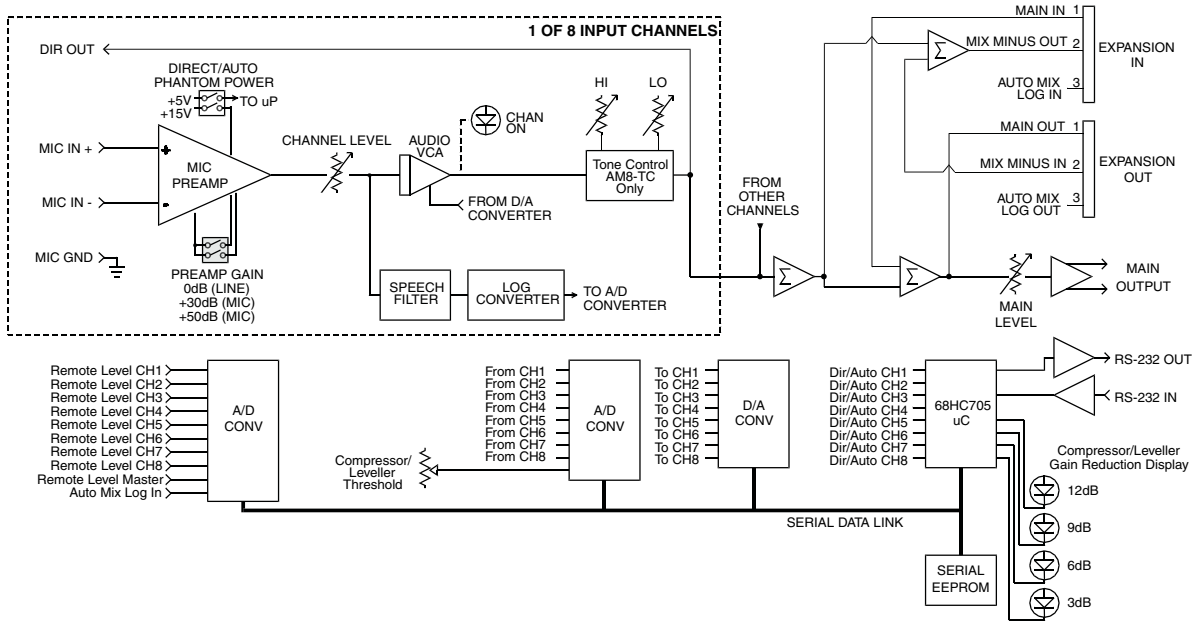 1 OF 8 INPUT CHANNELS
DIR OUT
DIRECT/AUTO
PHANTOM POWER
+5V
+15V
TO uP
MIC IN +
MIC IN -
MIC GND
+
-
MIC
PREAMP
PREAMP GAIN
0dB (LINE)
+30dB (MIC)
+50dB (MIC)
CHANNEL LEVEL
AUDIO
VCA
CHAN
ON
FROM D/A
CONVERTER
SPEECH
FILTER
LOG
CONVERTER
TO A/D
CONVERTER
HI
LO
Tone Control
AM8-TC
Only
FROM
OTHER
CHANNELS
Σ
Σ
Σ
MAIN IN 1
MIX MINUS OUT 2
AUTO MIX 3
LOG IN
EXPANSION
IN
MAIN OUT 1
MIX MINUS IN 2
AUTO MIX 3
LOG OUT
EXPANSION
OUT
MAIN
LEVEL
MAIN
OUTPUT
Remote Level CH1
Remote Level CH2
Remote Level CH3
Remote Level CH4
Remote Level CH5
Remote Level CH6
Remote Level CH7
Remote Level CH8
Remote Level Master
Auto Mix Log In
A/D
CONV
Compressor/
Leveller
Threshold
From CH1
From CH2
From CH3
From CH4
From CH5
From CH6
From CH7
From CH8
A/D
CONV
To CH1
To CH2
To CH3
To CH4
To CH5
To CH6
To CH7
To CH8
D/A
CONV
Dir/Auto CH1
Dir/Auto CH2
Dir/Auto CH3
Dir/Auto CH4
Dir/Auto CH5
Dir/Auto CH6
Dir/Auto CH7
Dir/Auto CH8
68HC705
uC
RS-232 OUT
RS-232 IN
Compressor/Leveller
Gain Reduction Display
12dB
9dB
6dB
3dB
SERIAL DATA LINK
SERIAL
EEPROM